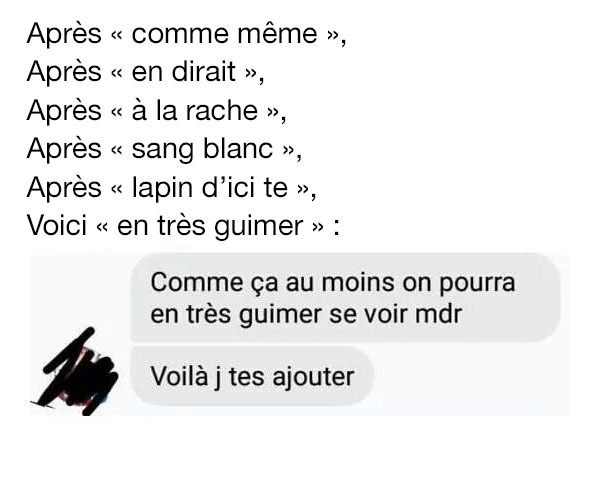 Après « comme même »,
Après « en dirait »,
Après « à la rache »,
Après « sang blanc »,
Après « lapin d’ici te »,
Voici « en très guimer » :
Comme ça au moins on pourra
en très guimer se voir mdr
Voilà j tes ajouter